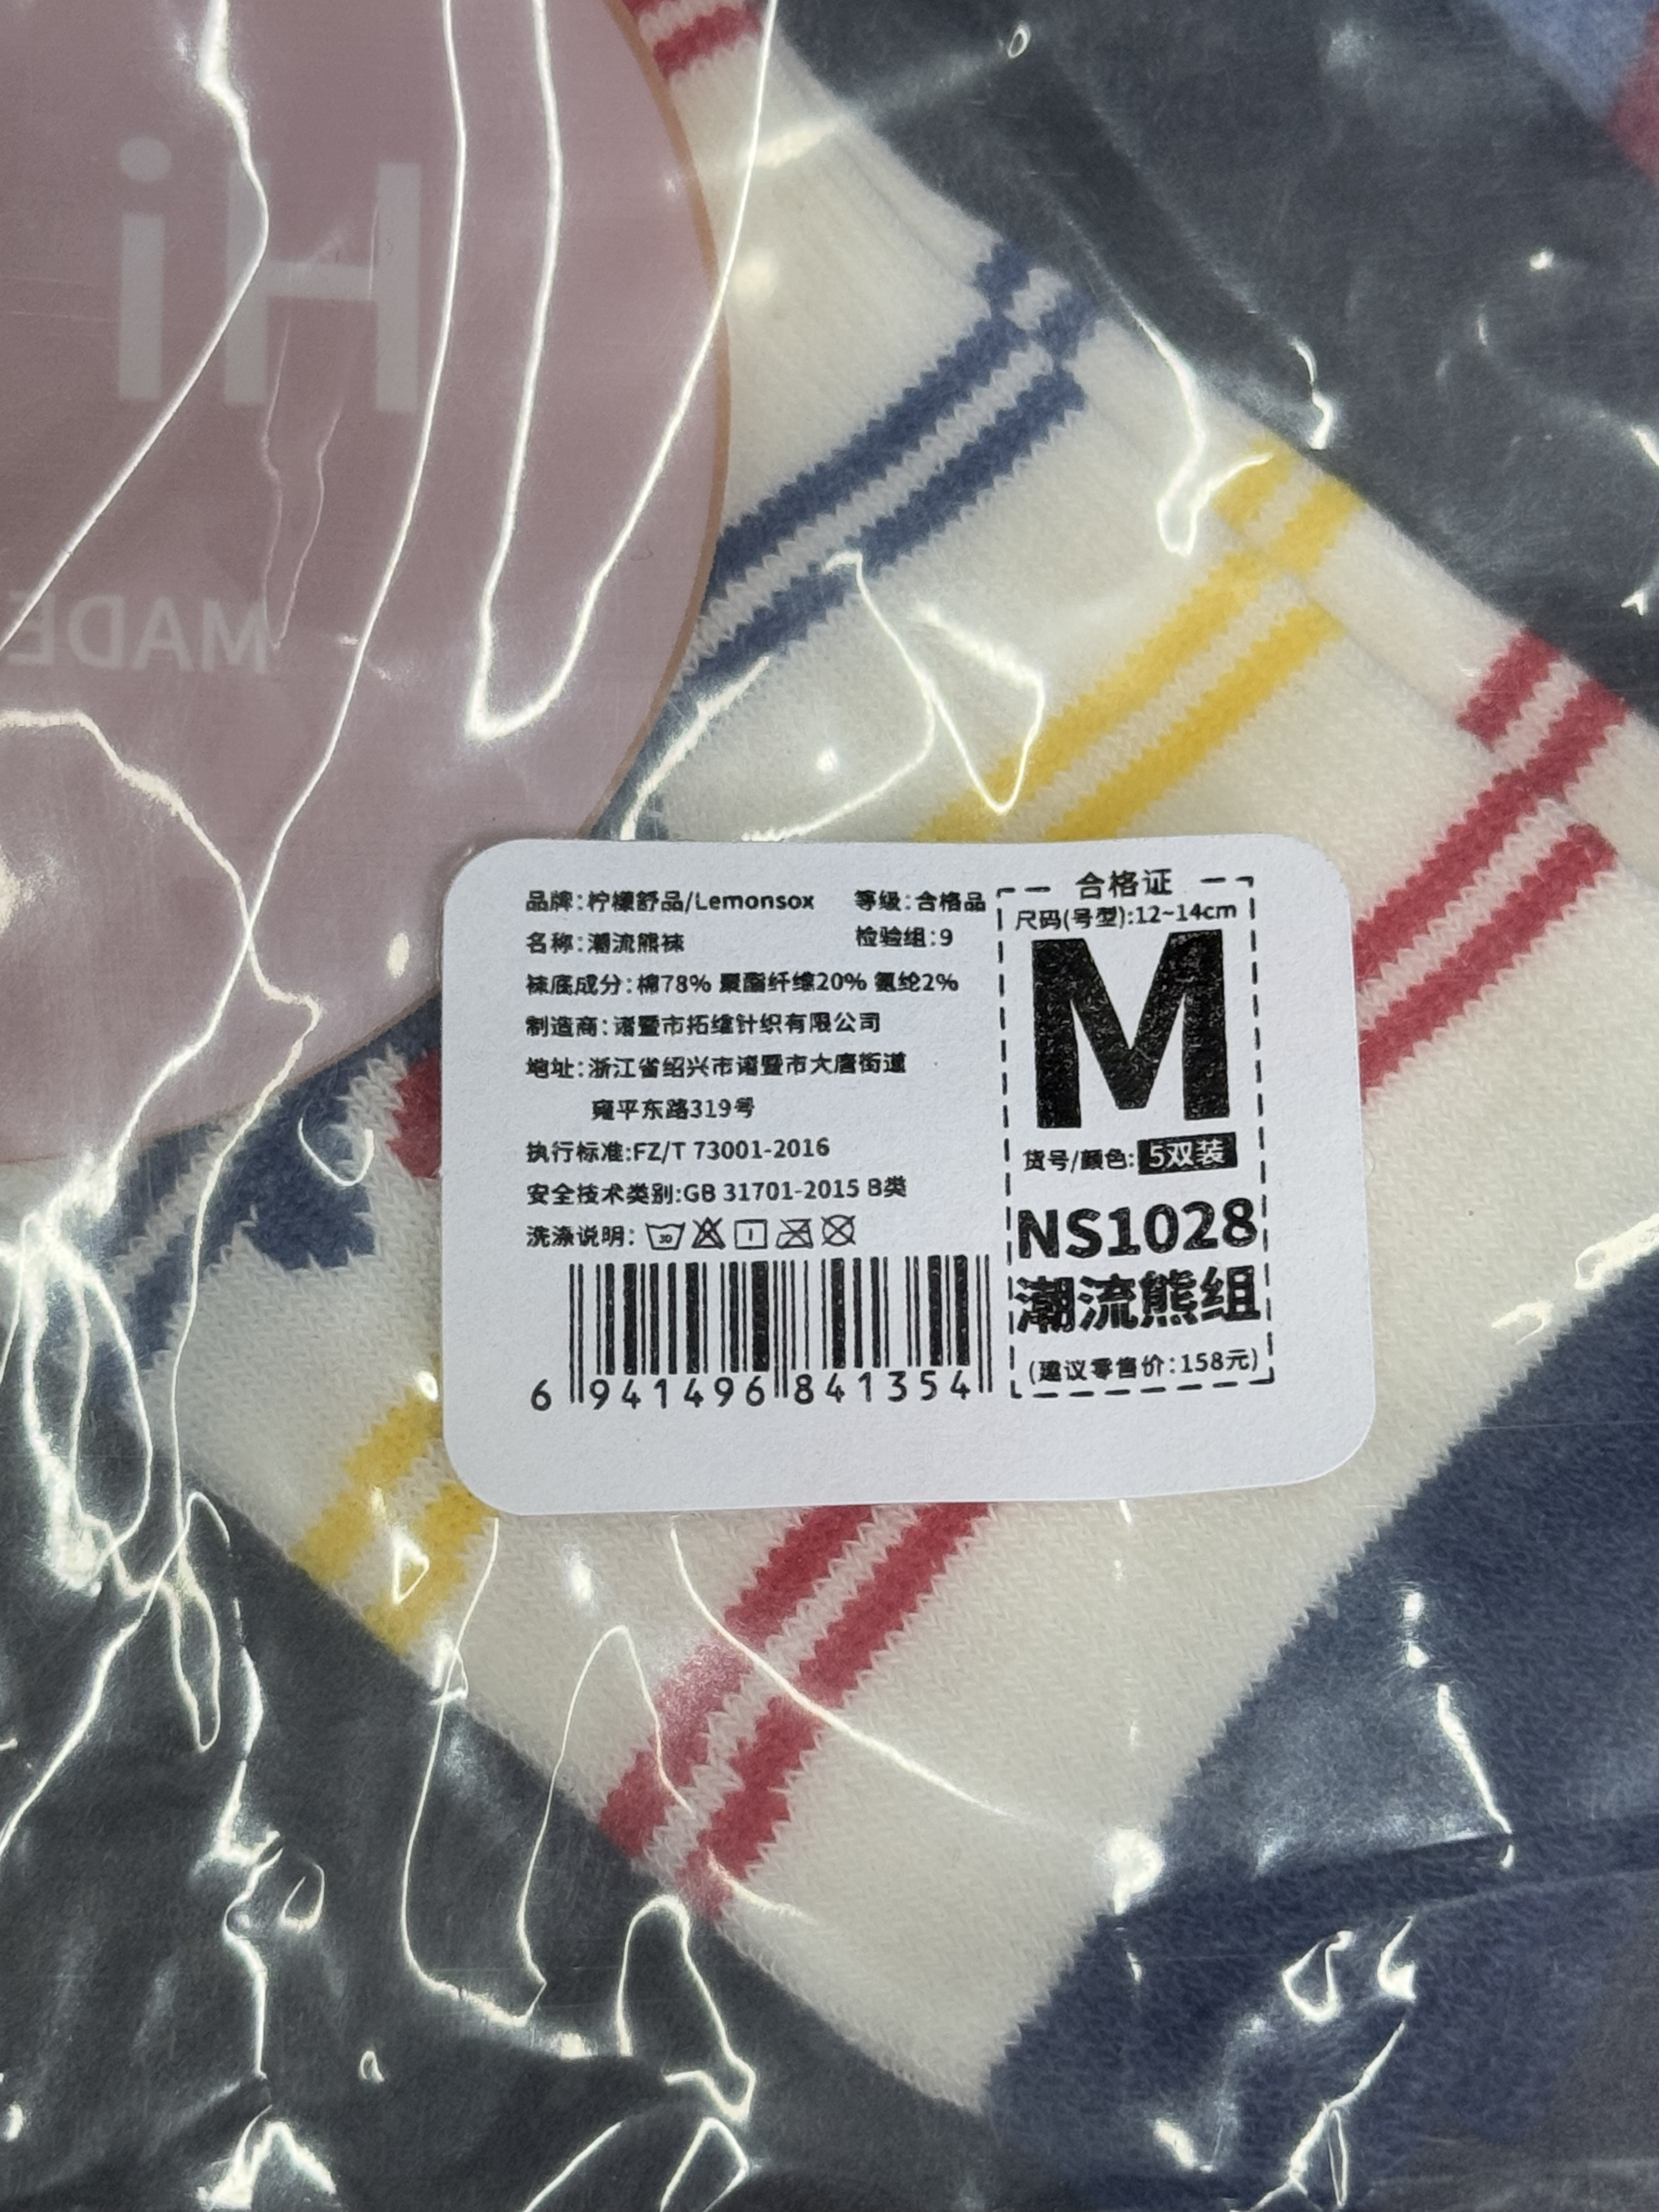 Hi
MADE
品牌:柠檬舒品/Lemonsox 等级:合格品
名称:潮流熊袜 检验组:9
袜底成分:棉78% 聚酯纤维20% 氨纶2%
制造商:诸暨市拓维针织有限公司
地址:浙江省绍兴市诸暨市大唐街道
雍平东路319号
执行标准:FZ/T 73001-2016
安全技术类别:GB 31701-2015 B类
洗涤说明: 30
6 941496 841354
合格证
尺码(号型):12~14cm
M
货号/颜色:5双装
NS1028
潮流熊组
(建议零售价:158元)